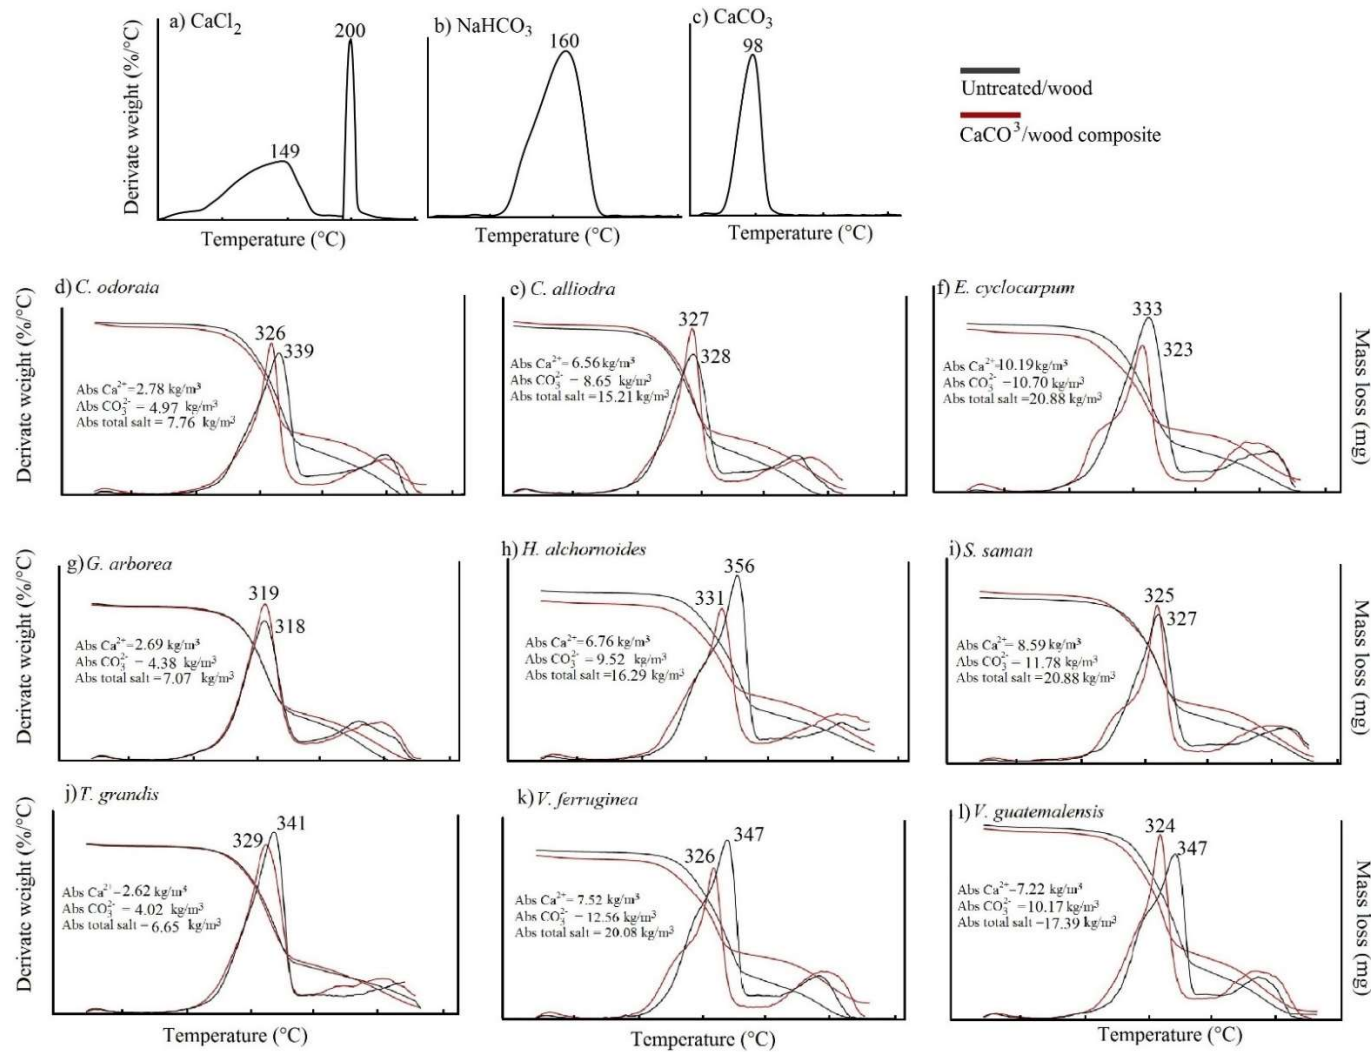 a) CaCl2
200
149
b) NaHCO3
160
c) CaCO3
98
Derivate weight (%/°C)
Temperature (°C)
Temperature (°C)
Temperature (°C)
Untreated/wood
CaCO3/wood composite
d) C. odorata
326
339
Abs Ca2+=2.78 kg/m3
Abs CO32- = 4.97 kg/m3
Abs total salt = 7.76 kg/m3
e) C. alliodra
327
328
Abs Ca2+= 6.56 kg/m3
Abs CO32- = 8.65 kg/m3
Abs total salt =15.21 kg/m3
f) E. cyclocarpum
333
323
Abs Ca2+=10.19 kg/m3
Abs CO32- =10.70 kg/m3
Abs total salt =20.88 kg/m3
Derivate weight (%/°C)
Mass loss (mg)
g) G. arborea
319
318
Abs Ca2+=2.69 kg/m3
Abs CO32- = 4.38 kg/m3
Abs total salt =7.07 kg/m3
h) H. alchornoides
356
331
Abs Ca2+= 6.76 kg/m3
Abs CO32- = 9.52 kg/m3
Abs total salt =16.29 kg/m3
i) S. saman
325
327
Abs Ca2+= 8.59 kg/m3
Abs CO32- = 11.78 kg/m3
Abs total salt =20.88 kg/m3
Derivate weight (%/°C)
Mass loss (mg)
j) T. grandis
329
341
Abs Ca2+=2.62 kg/m3
Abs CO32- = 4.02 kg/m3
Abs total salt =6.65 kg/m3
k) V. ferruginea
326
347
Abs Ca2+= 7.52 kg/m3
Abs CO32- = 12.56 kg/m3
Abs total salt = 20.08 kg/m3
l) V. guatemalensis
324
347
Abs Ca2+=7.22 kg/m3
Abs CO32- =10.17 kg/m3
Abs total salt =17.39 kg/m3
Derivate weight (%/°C)
Mass loss (mg)
Temperature (°C)
Temperature (°C)
Temperature (°C)